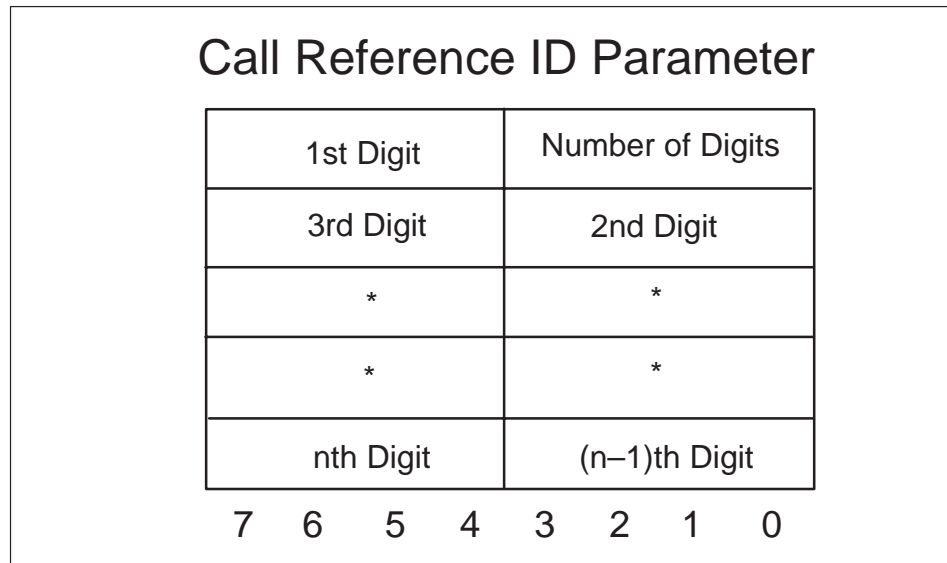 Call Reference ID Parameter
1st Digit Number of Digits
3rd Digit 2nd Digit
* *
* *
nth Digit (n–1)th Digit
7 6 5 4 3 2 1 0